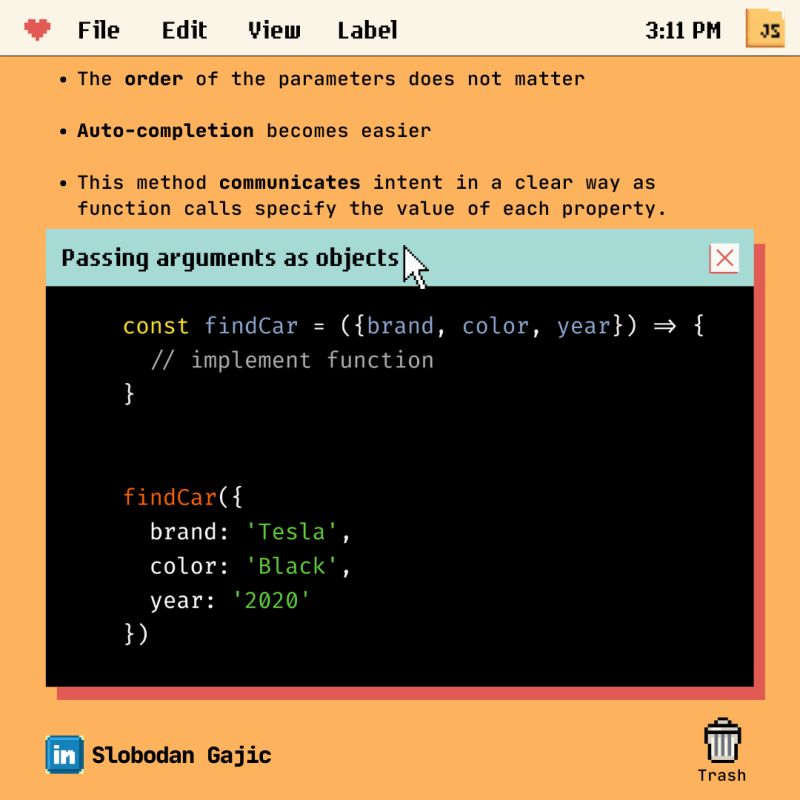 File Edit View Label 3:11 PM JS
• The order of the parameters does not matter
• Auto-completion becomes easier
• This method communicates intent in a clear way as
function calls specify the value of each property.
Passing arguments as objects
const findCar = ({brand, color, year}) => {
// implement function
}
findCar({
brand: 'Tesla',
color: 'Black',
year: '2020'
})
in Slobodan Gajic
Trash